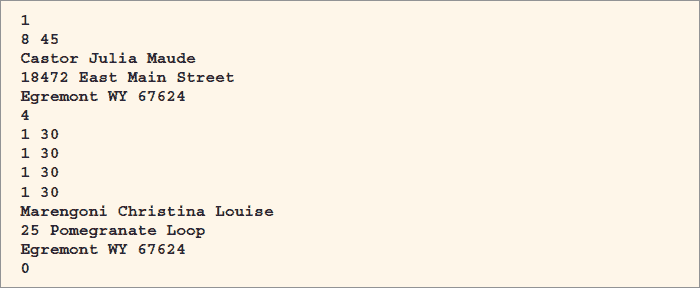 1
8 45
Castor Julia Maude
18472 East Main Street
Egremont WY 67624
4
1 30
1 30
1 30
1 30
Marengoni Christina Louise
25 Pomegranate Loop
Egremont WY 67624
0